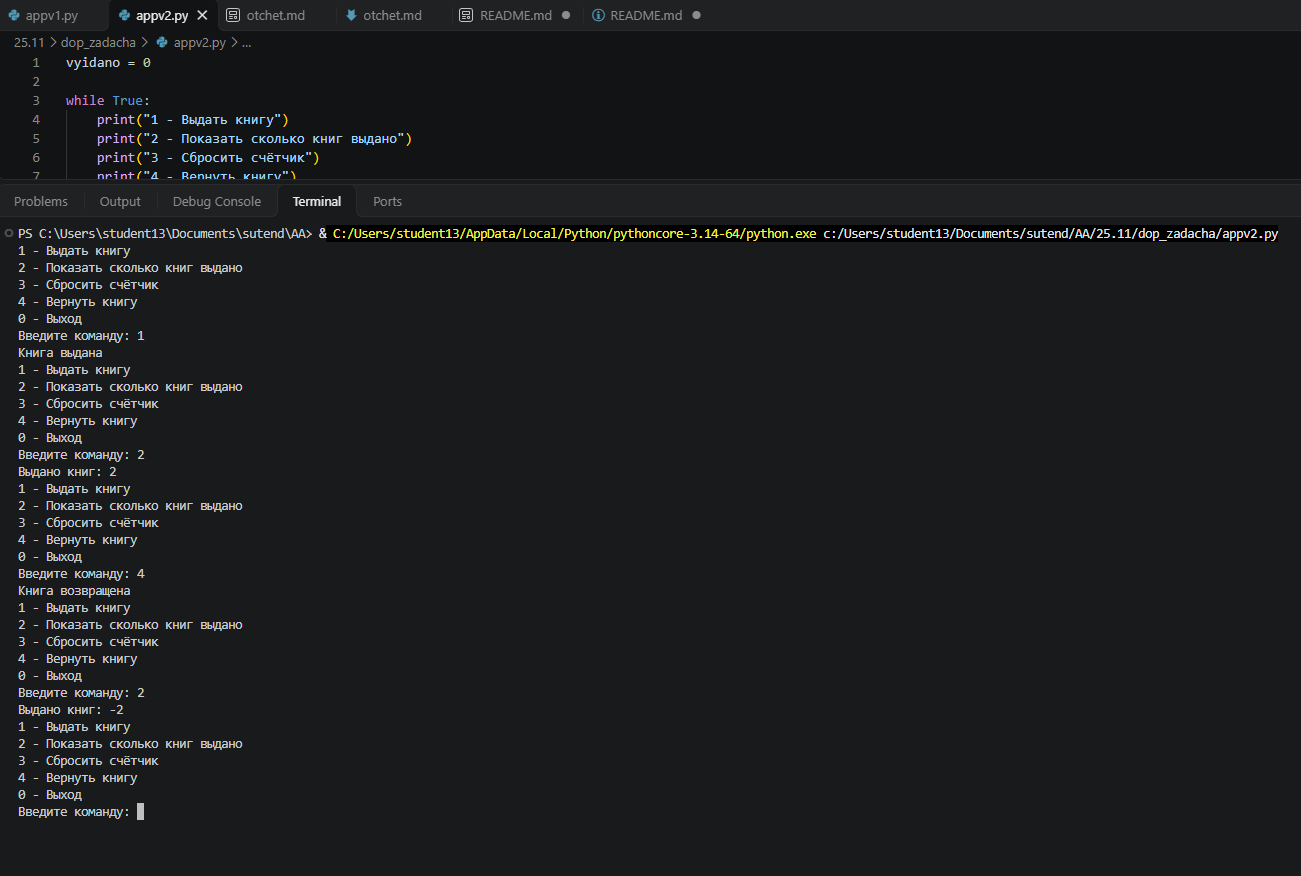 appv1.py appv2.py otchet.md otchet.md README.md README.md
25.11 > dop_zadacha > appv2.py > ...
1 vyidano = 0
2
3 while True:
4 print("1 - Выдать книгу")
5 print("2 - Показать сколько книг выдано")
6 print("3 - Сбросить счётчик")
7 print("4 - Вернуть книгу")
Problems Output Debug Console Terminal Ports
PS C:\Users\student13\Documents\sutend\AA> & C:/Users/student13/AppData/Local/Python/pythoncore-3.14-64/python.exe c:/Users/student13/Documents/sutend/AA/25.11/dop_zadacha/appv2.py
1 - Выдать книгу
2 - Показать сколько книг выдано
3 - Сбросить счётчик
4 - Вернуть книгу
0 - Выход
Введите команду: 1
Книга выдана
1 - Выдать книгу
2 - Показать сколько книг выдано
3 - Сбросить счётчик
4 - Вернуть книгу
0 - Выход
Введите команду: 2
Выдано книг: 2
1 - Выдать книгу
2 - Показать сколько книг выдано
3 - Сбросить счётчик
4 - Вернуть книгу
0 - Выход
Введите команду: 4
Книга возвращена
1 - Выдать книгу
2 - Показать сколько книг выдано
3 - Сбросить счётчик
4 - Вернуть книгу
0 - Выход
Введите команду: 2
Выдано книг: -2
1 - Выдать книгу
2 - Показать сколько книг выдано
3 - Сбросить счётчик
4 - Вернуть книгу
0 - Выход
Введите команду: